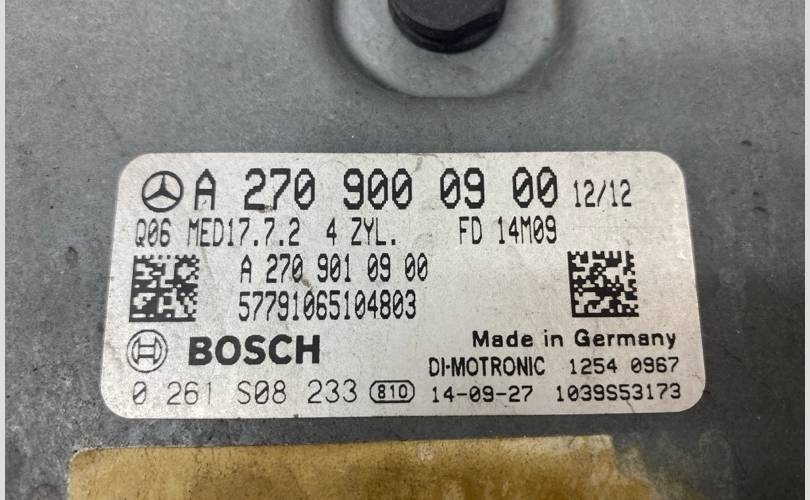 A 270 900 09 00 12/12
Q06 MED17.7.2 4 ZYL. FD 14M09
A 270 901 09 00
57791065104803
BOSCH Made in Germany
DI-MOTRONIC 1254 0967
0 261 S08 233 810 14-09-27 1039S53173